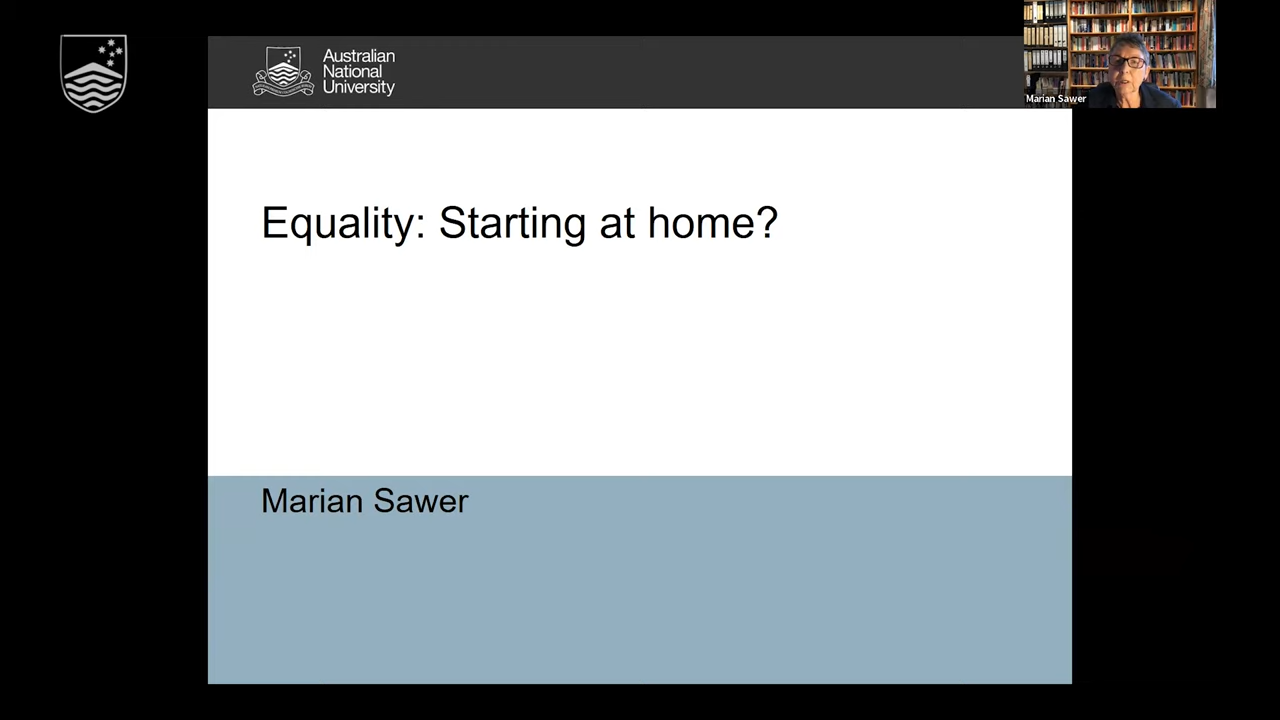 Australian
National
University
Marian Sawer
Equality: Starting at home?
Marian Sawer